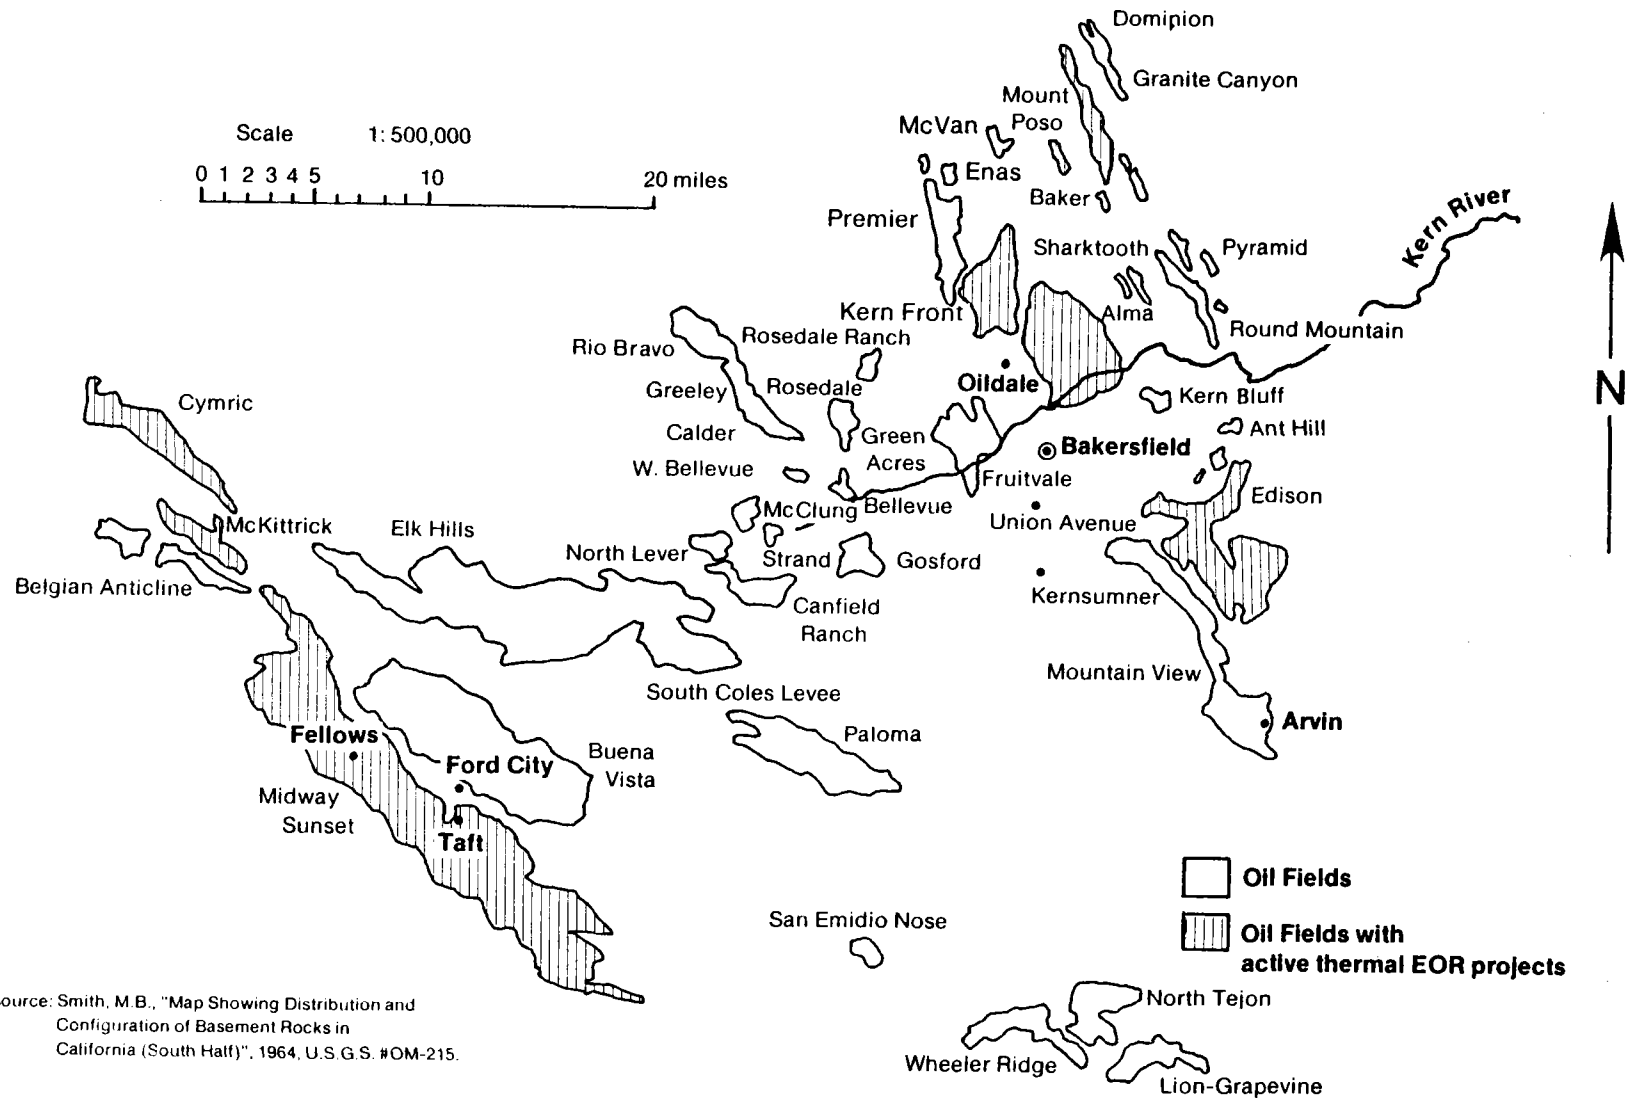 Domipion
Granite Canyon
Mount
Poso
McVan
Scale 1: 500,000
0 1 2 3 4 5 10 20 miles
Enas
Baker
Premier
Kern River
Sharktooth
Pyramid
Kern Front
Alma
Round Mountain
Rosedale Ranch
Rio Bravo
Oildale
Greeley
Rosedale
Kern Bluff
Cymric
Calder
Green
Acres
Bakersfield
Ant Hill
W. Bellevue
Fruitvale
Edison
McClung
Bellevue
Union Avenue
McKittrick
Elk Hills
North Lever
Strand
Gosford
Belgian Anticline
Kernsumner
Canfield
Ranch
Mountain View
South Coles Levee
Arvin
Fellows
Paloma
Ford City
Buena
Vista
Midway
Sunset
Taft
N
Oil Fields
Oil Fields with
active thermal EOR projects
San Emidio Nose
North Tejon
Wheeler Ridge
Lion-Grapevine
ource: Smith, M.B., "Map Showing Distribution and
Configuration of Basement Rocks in
California (South Half)", 1964, U.S.G.S. #OM-215.